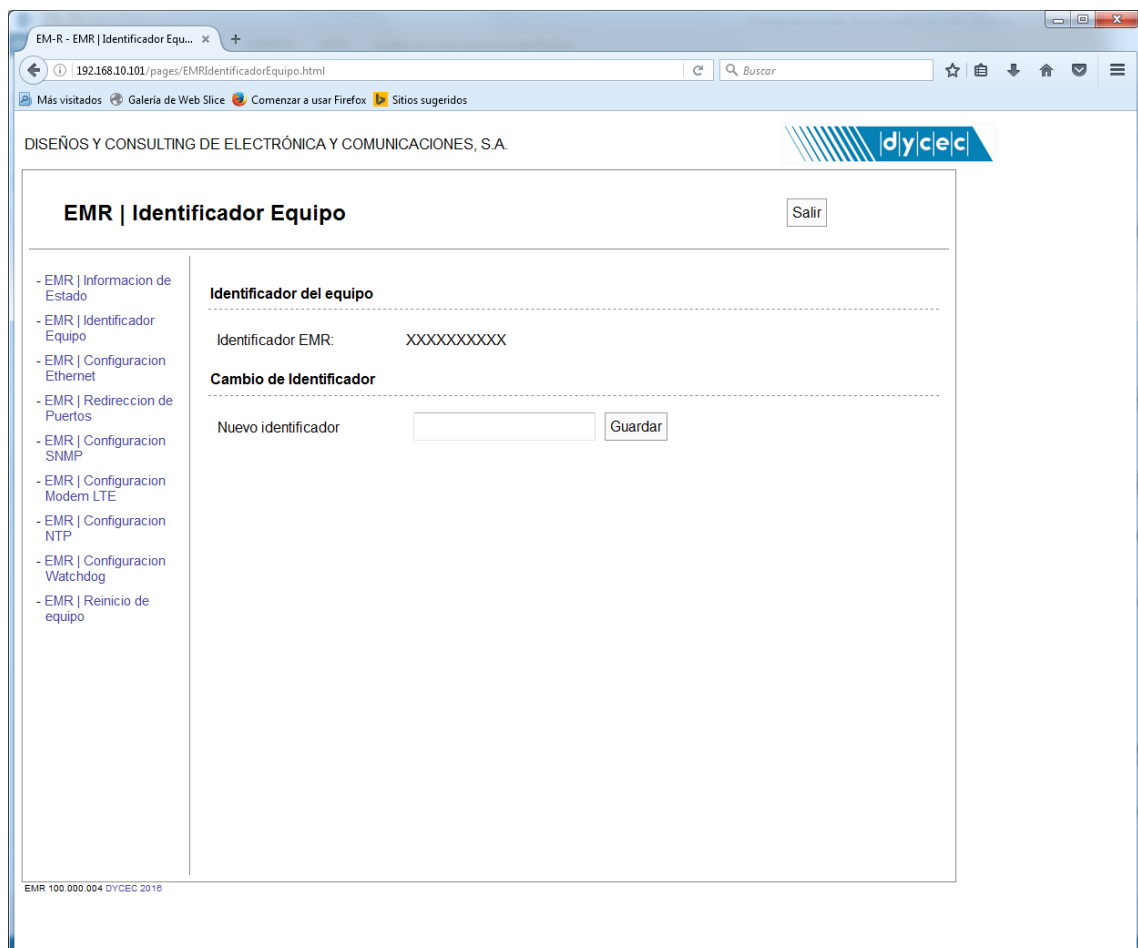 EM-R - EMR | Identificador Equ...
192.168.10.101/pages/EMRIdentificadorEquipo.html
Buscar
Más visitados Galería de Web Slice Comenzar a usar Firefox Sitios sugeridos
DISEÑOS Y CONSULTING DE ELECTRÓNICA Y COMUNICACIONES, S.A.
|d|y|c|e|c|
EMR | Identificador Equipo
Salir
- EMR | Informacion de
Estado
- EMR | Identificador
Equipo
- EMR | Configuracion
Ethernet
- EMR | Redireccion de
Puertos
- EMR | Configuracion
SNMP
- EMR | Configuracion
Modem LTE
- EMR | Configuracion
NTP
- EMR | Configuracion
Watchdog
- EMR | Reinicio de
equipo
Identificador del equipo
Identificador EMR: XXXXXXXXXX
Cambio de Identificador
Nuevo identificador Guardar
EMR 100.000.004 DYCEC 2016